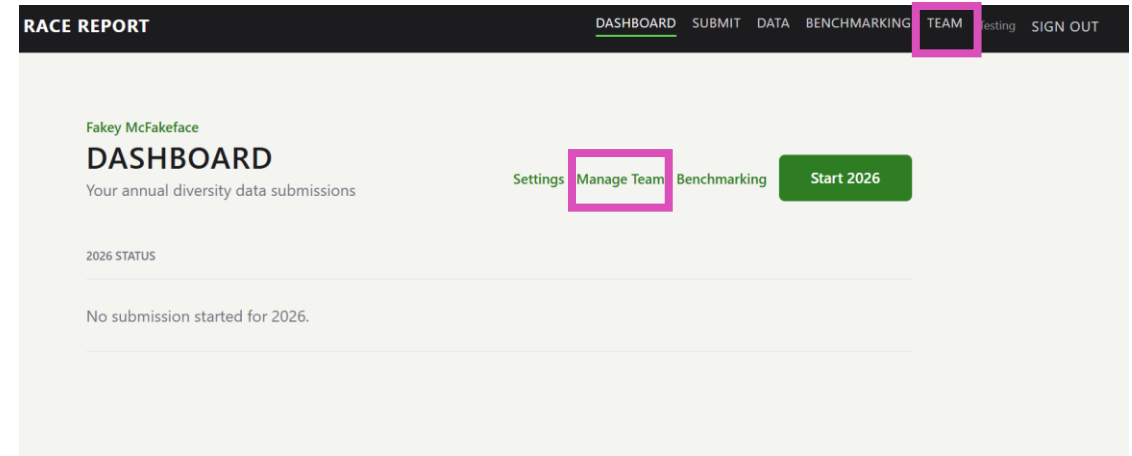 RACE REPORT
DASHBOARD SUBMIT DATA BENCHMARKING TEAM Testing SIGN OUT
Fakey McFakeface
DASHBOARD
Your annual diversity data submissions
Settings Manage Team Benchmarking Start 2026
2026 STATUS
No submission started for 2026.